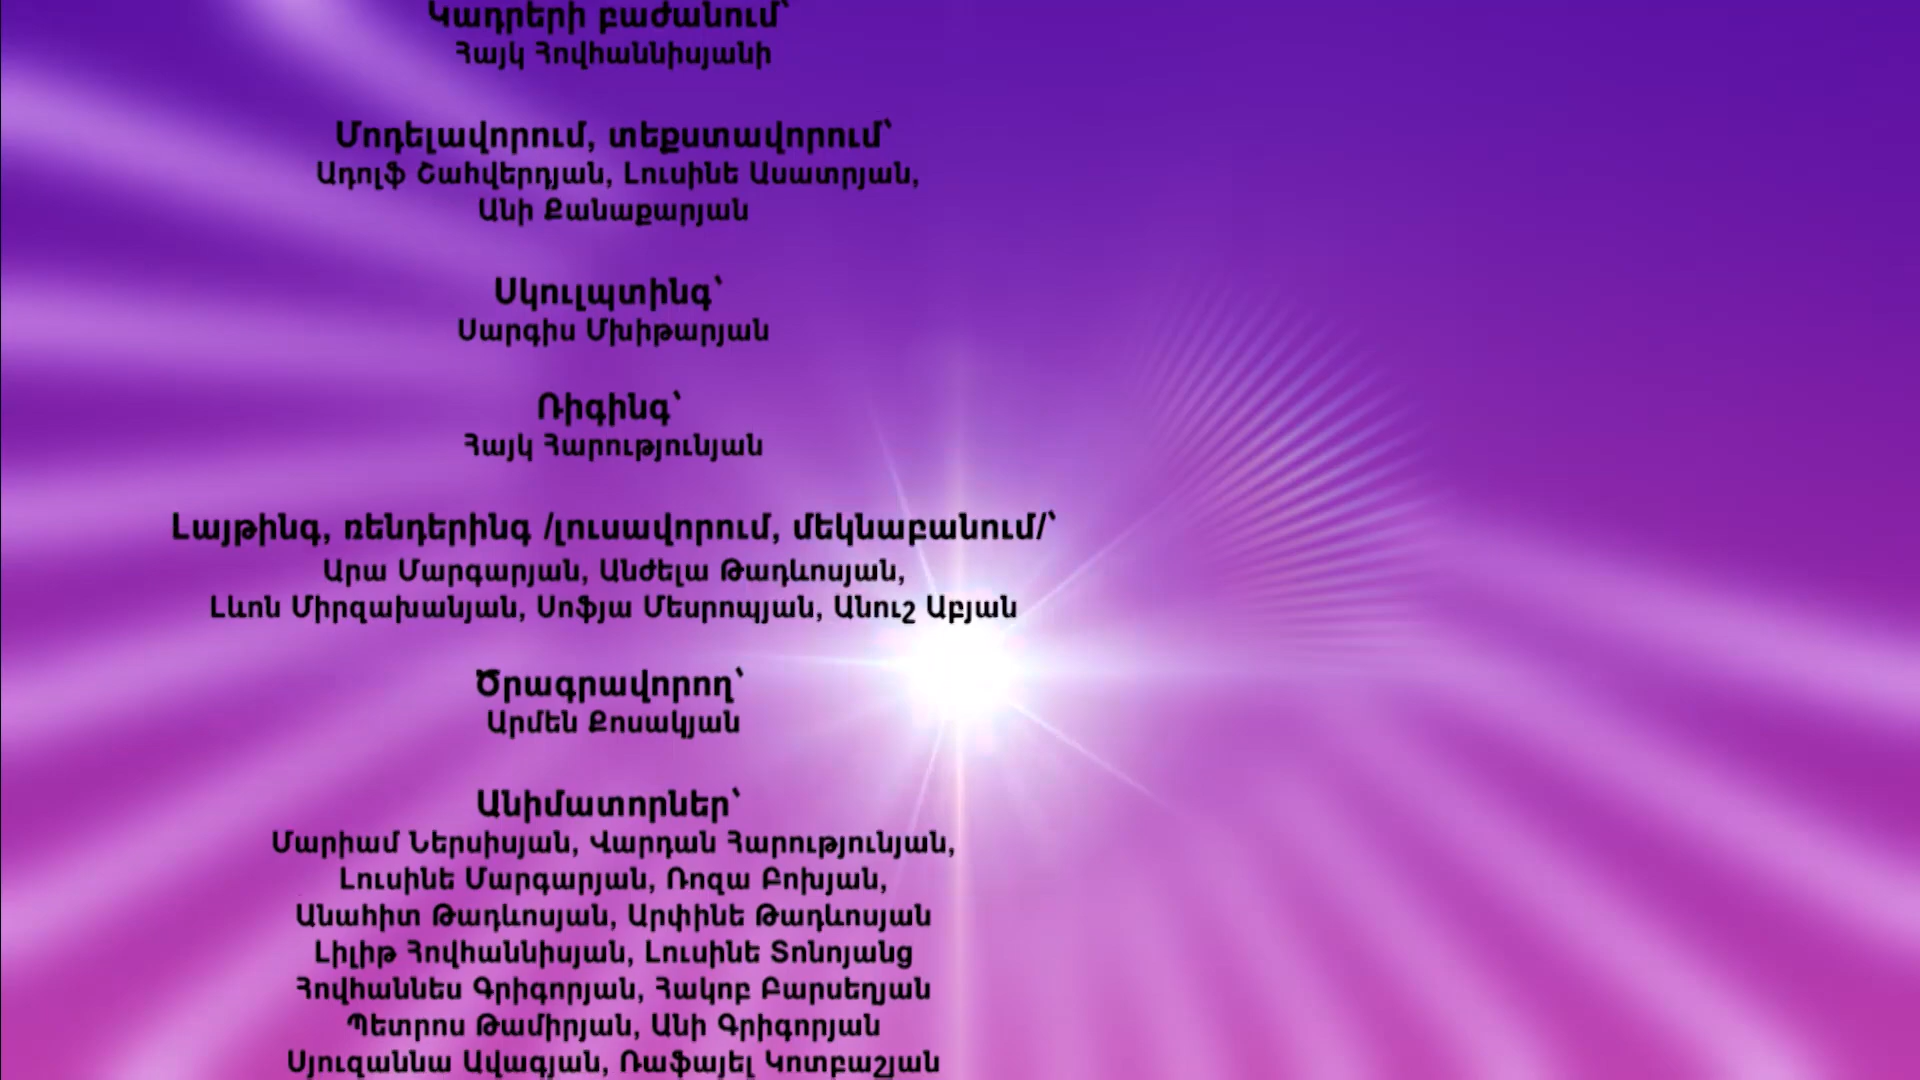 Կադրերի բաժանում՝
Հայկ Հովհաննիսյանի
Մոդելավորում, տեքստավորում՝
Ադոլֆ Շահվերդյան, Լուսինե Ասատրյան,
Անի Քանաքարյան
Սկուլպտինգ՝
Սարգիս Մխիթարյան
Ռիգինգ՝
Հայկ Հարությունյան
Լայթինգ, ռենդերինգ /լուսավորում, մեկնաբանում/՝
Արա Մարգարյան, Անժելա Թադևոսյան,
Լևոն Միրզախանյան, Սոֆյա Մեսրոպյան, Անուշ Աբյան
Ծրագրավորող՝
Արմեն Քոսակյան
Անիմատորներ՝
Մարիամ Ներսիսյան, Վարդան Հարությունյան,
Լուսինե Մարգարյան, Ռոզա Բոխյան,
Անահիտ Թադևոսյան, Արփինե Թադևոսյան
Լիլիթ Հովհաննիսյան, Լուսինե Տոնոյանց
Հովհաննես Գրիգորյան, Հակոբ Բարսեղյան
Պետրոս Թամիրյան, Անի Գրիգորյան
Սյուզաննա Ավագյան, Ռաֆայել Կոտբաշյան